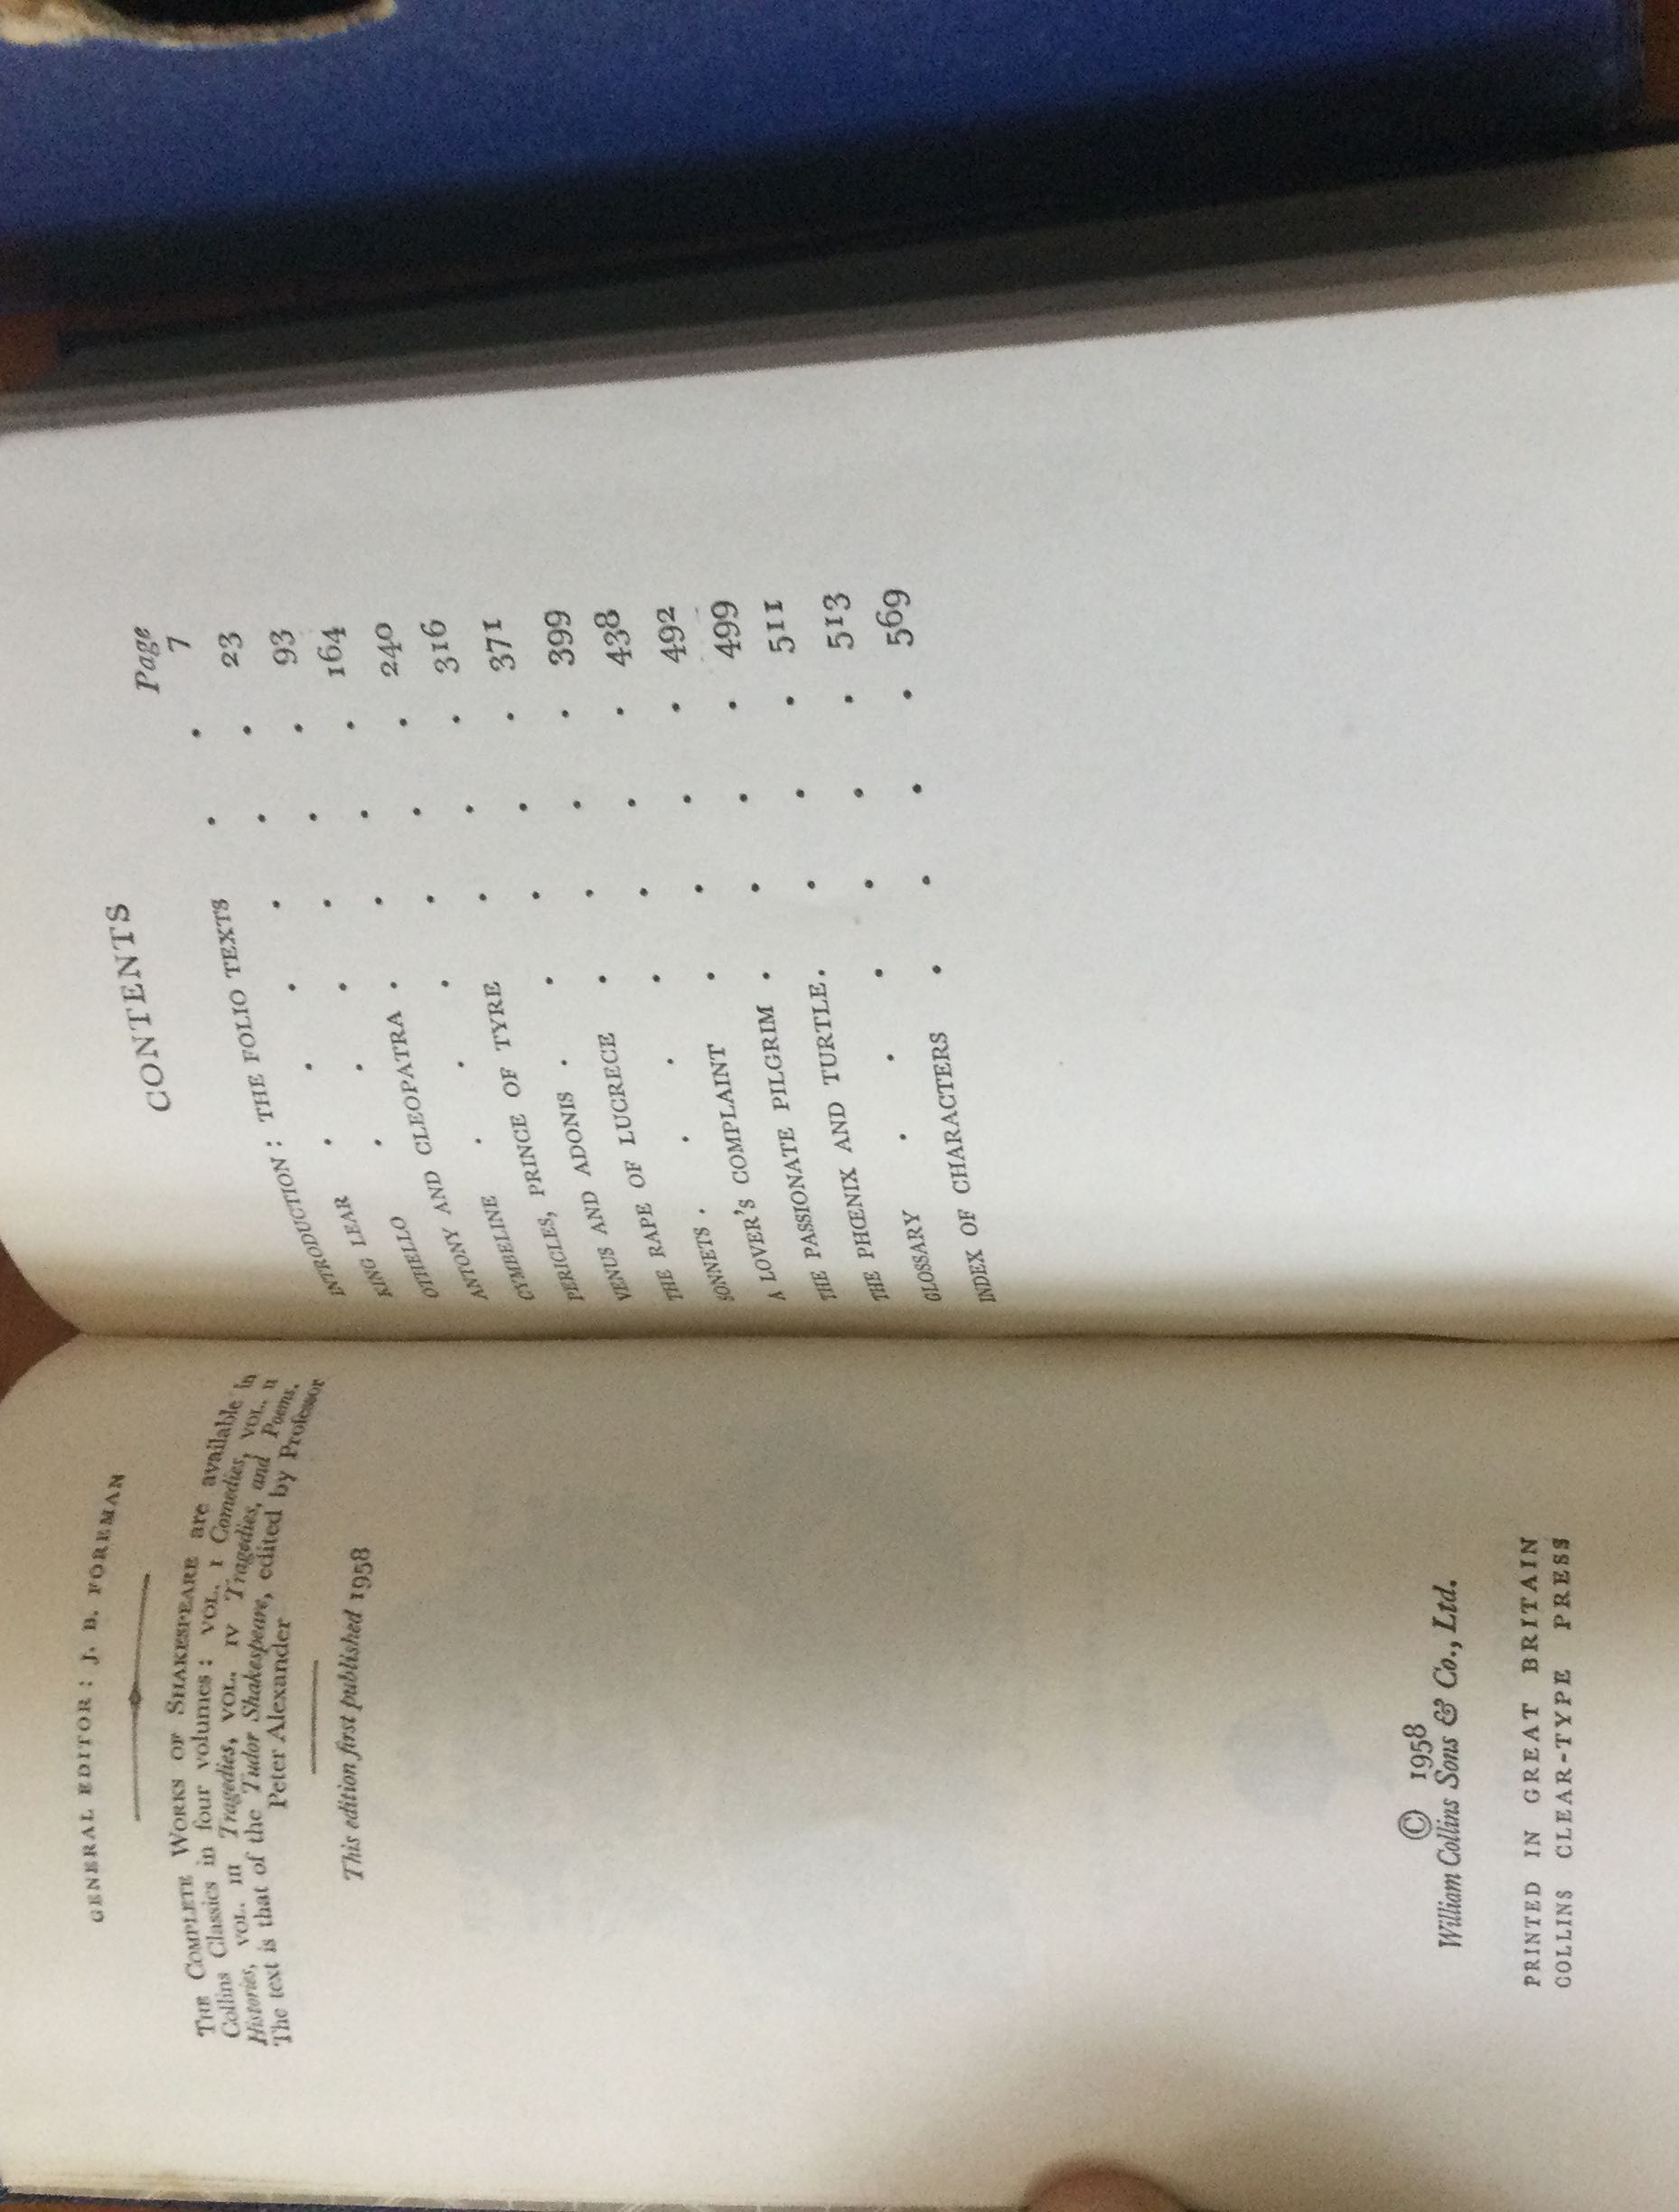 GENERAL EDITOR : J. B. FOREMAN
THE COMPLETE WORKS OF SHAKESPEARE are available in
Collins Classics in four volumes : VOL. I Comedies, VOL. II
Histories, VOL. III Tragedies, VOL. IV Tragedies, and Poems.
The text is that of the Tudor Shakespeare, edited by Professor
Peter Alexander
This edition first published 1958
© 1958
William Collins Sons & Co., Ltd.
PRINTED IN GREAT BRITAIN
COLLINS CLEAR-TYPE PRESS
CONTENTS
Page
INTRODUCTION : THE FOLIO TEXTS . . 7
KING LEAR . . . . . . 23
OTHELLO . . . . . . 93
OTHELLO AND CLEOPATRA . . . . 164
ANTONY AND CLEOPATRA . . . . 240
CYMBELINE . . . . . . 316
PERICLES, PRINCE OF TYRE . . . 371
VENUS AND ADONIS . . . . . 399
THE RAPE OF LUCRECE . . . . 438
SONNETS . . . . . . . 492
A LOVER'S COMPLAINT . . . . 499
THE PASSIONATE PILGRIM . . . . 511
THE PHŒNIX AND TURTLE . . . . 513
GLOSSARY . . . . . . 569
INDEX OF CHARACTERS . . . .